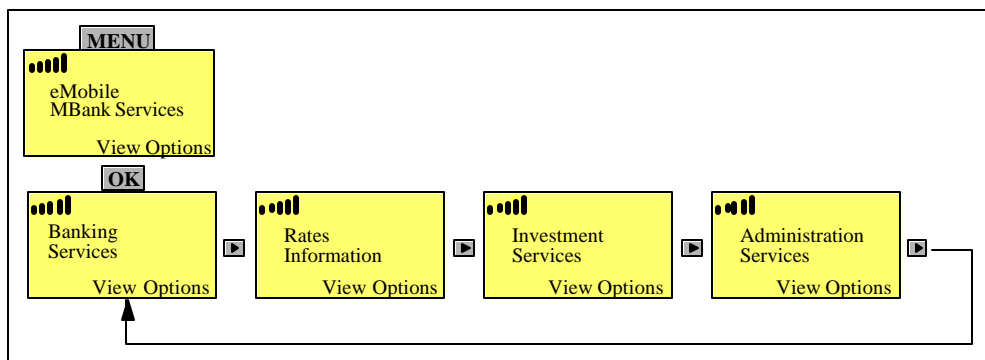 MENU
eMobile
MBank Services
View Options
OK
Banking
Services
View Options
Rates
Information
View Options
Investment
Services
View Options
Administration
Services
View Options